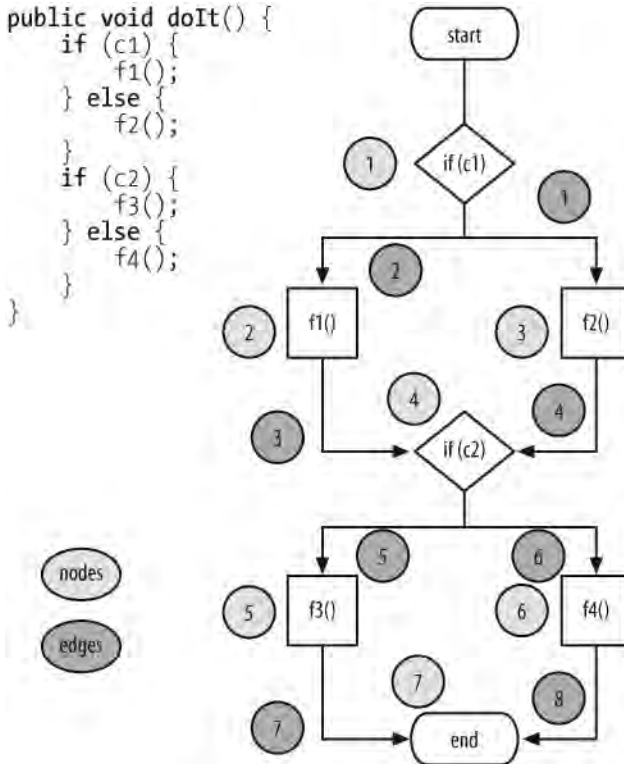 public void doIt() {
if (c1) {
f1();
} else {
f2();
}
if (c2) {
f3();
} else {
f4();
}
}
start
1
if (c1)
1
2
2
f1()
3
f2()
4
3
4
if (c2)
nodes
5
6
5
f3()
6
f4()
edges
7
7
8
end